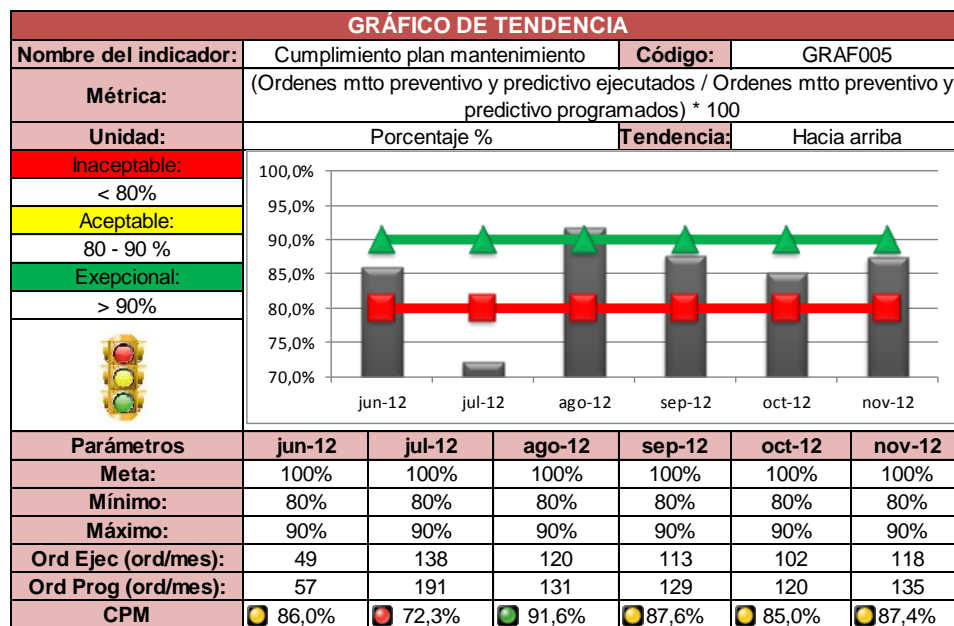 GRÁFICO DE TENDENCIA
Nombre del indicador: Cumplimiento plan mantenimiento Código: GRAF005
Métrica: (Ordenes mtto preventivo y predictivo ejecutados / Ordenes mtto preventivo y
predictivo programados) * 100
Unidad: Porcentaje % Tendencia: Hacia arriba
Inaceptable:
< 80%
Aceptable:
80 - 90 %
Exepcional:
> 90%
100,0%
95,0%
90,0%
85,0%
80,0%
75,0%
70,0%
jun-12 jul-12 ago-12 sep-12 oct-12 nov-12
Parámetros jun-12 jul-12 ago-12 sep-12 oct-12 nov-12
Meta: 100% 100% 100% 100% 100% 100%
Mínimo: 80% 80% 80% 80% 80% 80%
Máximo: 90% 90% 90% 90% 90% 90%
Ord Ejec (ord/mes): 49 138 120 113 102 118
Ord Prog (ord/mes): 57 191 131 129 120 135
CPM 86,0% 72,3% 91,6% 87,6% 85,0% 87,4%